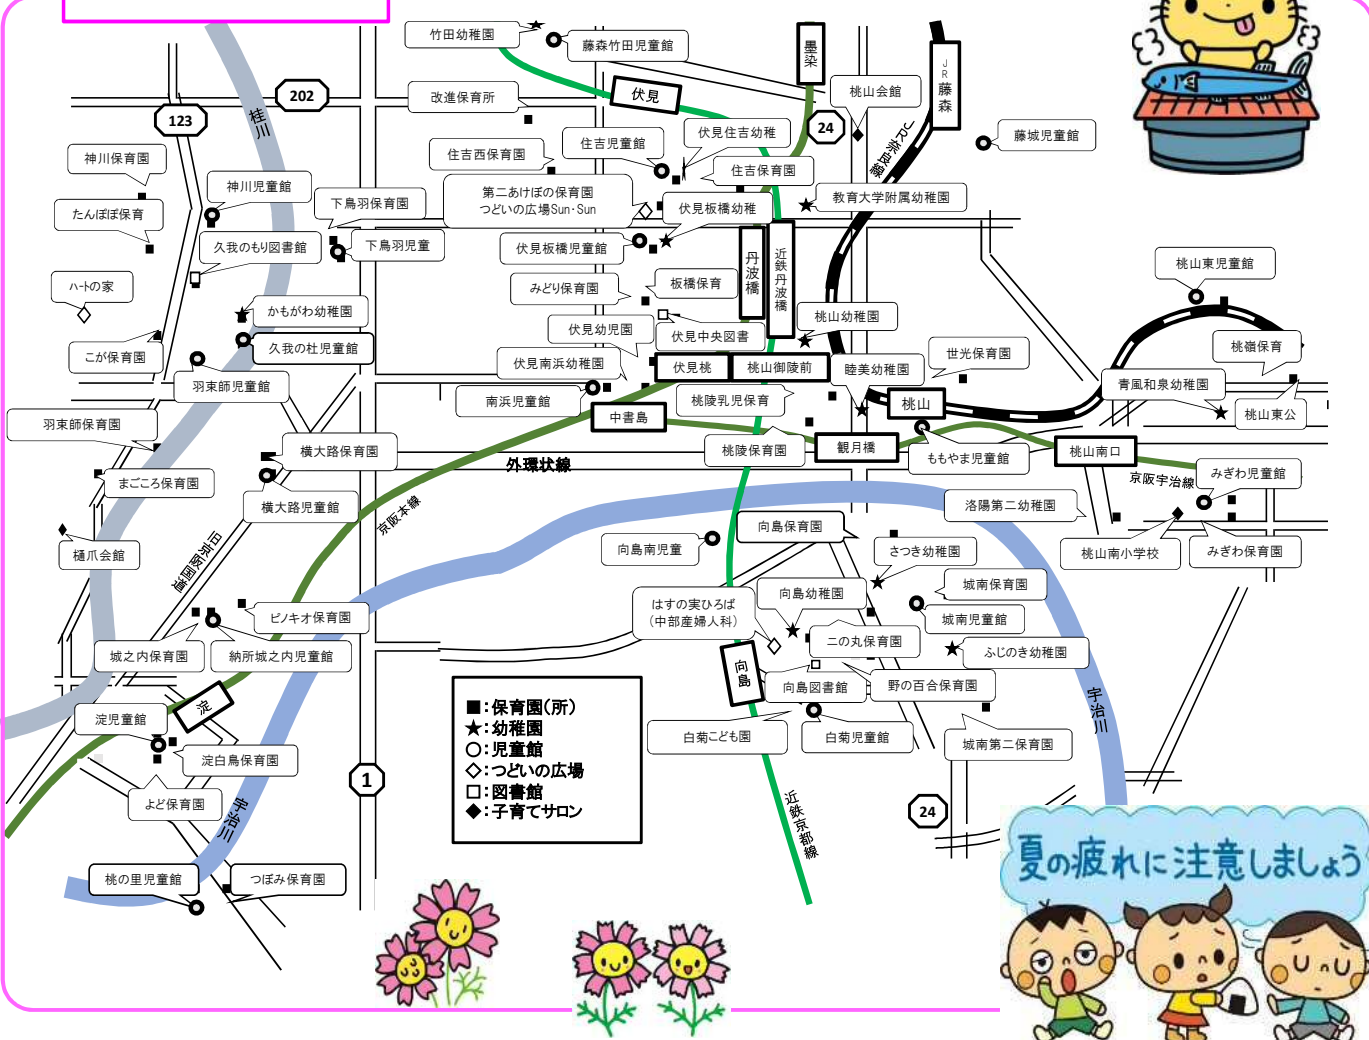 竹田幼稚園
藤森竹田児童館
墨染
JR藤森
伏見
改進保育所
桃山会館
202
123
24
桂川
JR奈良線
藤城児童館
住吉児童館
伏見住吉幼稚
住吉西保育園
住吉保育園
神川保育園
神川児童館
下鳥羽保育園
第二あけぼの保育園
つどいの広場Sun・Sun
伏見板橋幼稚
教育大学附属幼稚園
たんぽぽ保育
久我のもり図書館
下鳥羽児童
伏見板橋児童館
丹波橋
近鉄丹波橋
桃山東児童館
ハートの家
みどり保育園
板橋保育
かもがわ幼稚園
伏見幼児園
伏見中央図書
桃山幼稚園
こが保育園
久我の杜児童館
伏見南浜幼稚園
伏見桃
桃山御陵前
睦美幼稚園
世光保育園
桃嶺保育
羽束師児童館
南浜児童館
桃陵乳児保育
桃山
青風和泉幼稚園
桃山東公
羽束師保育園
中書島
横大路保育園
外環状線
桃陵保育園
観月橋
ももやま児童館
桃山南口
まごころ保育園
京阪宇治線
みぎわ児童館
横大路児童館
京阪本線
洛陽第二幼稚園
向島保育園
樋爪会館
旧京阪国道
向島南児童
さつき幼稚園
桃山南小学校
みぎわ保育園
はすの実ひろば
(中部産婦人科)
向島幼稚園
城南保育園
ピノキオ保育園
城南児童館
城之内保育園
納所城之内児童館
二の丸保育園
ふじのき幼稚園
向島
向島図書館
野の百合保育園
宇治川
淀児童館
淀
白菊こども園
白菊児童館
城南第二保育園
淀白鳥保育園
■:保育園(所)
★:幼稚園
○:児童館
◇:つどいの広場
□:図書館
◆:子育てサロン
1
よど保育園
宇治川
近鉄京都線
24
桃の里児童館
つぼみ保育園
夏の疲れに注意しましょう